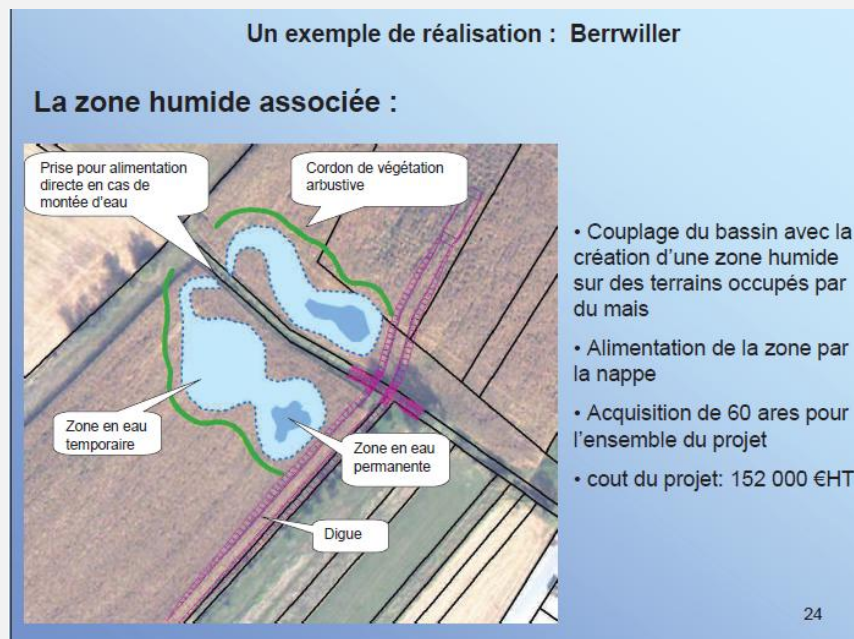 Un exemple de réalisation : Berrwiller
La zone humide associée :
Prise pour alimentation
directe en cas de
montée d'eau
Cordon de végétation
arbustive
Zone en eau
temporaire
Zone en eau
permanente
Digue
• Couplage du bassin avec la
création d'une zone humide
sur des terrains occupés par
du mais
• Alimentation de la zone par
la nappe
• Acquisition de 60 ares pour
l'ensemble du projet
• cout du projet: 152 000 €HT
24